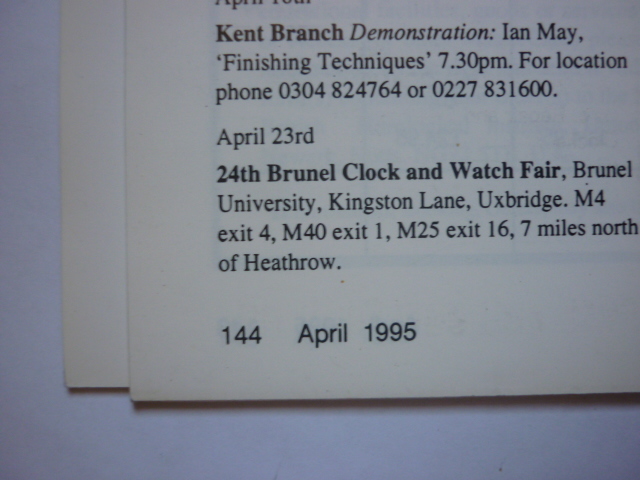 April 16th
Kent Branch Demonstration: Ian May,
‘Finishing Techniques’ 7.30pm. For location
phone 0304 824764 or 0227 831600.
April 23rd
24th Brunel Clock and Watch Fair, Brunel
University, Kingston Lane, Uxbridge. M4
exit 4, M40 exit 1, M25 exit 16, 7 miles north
of Heathrow.
144 April 1995